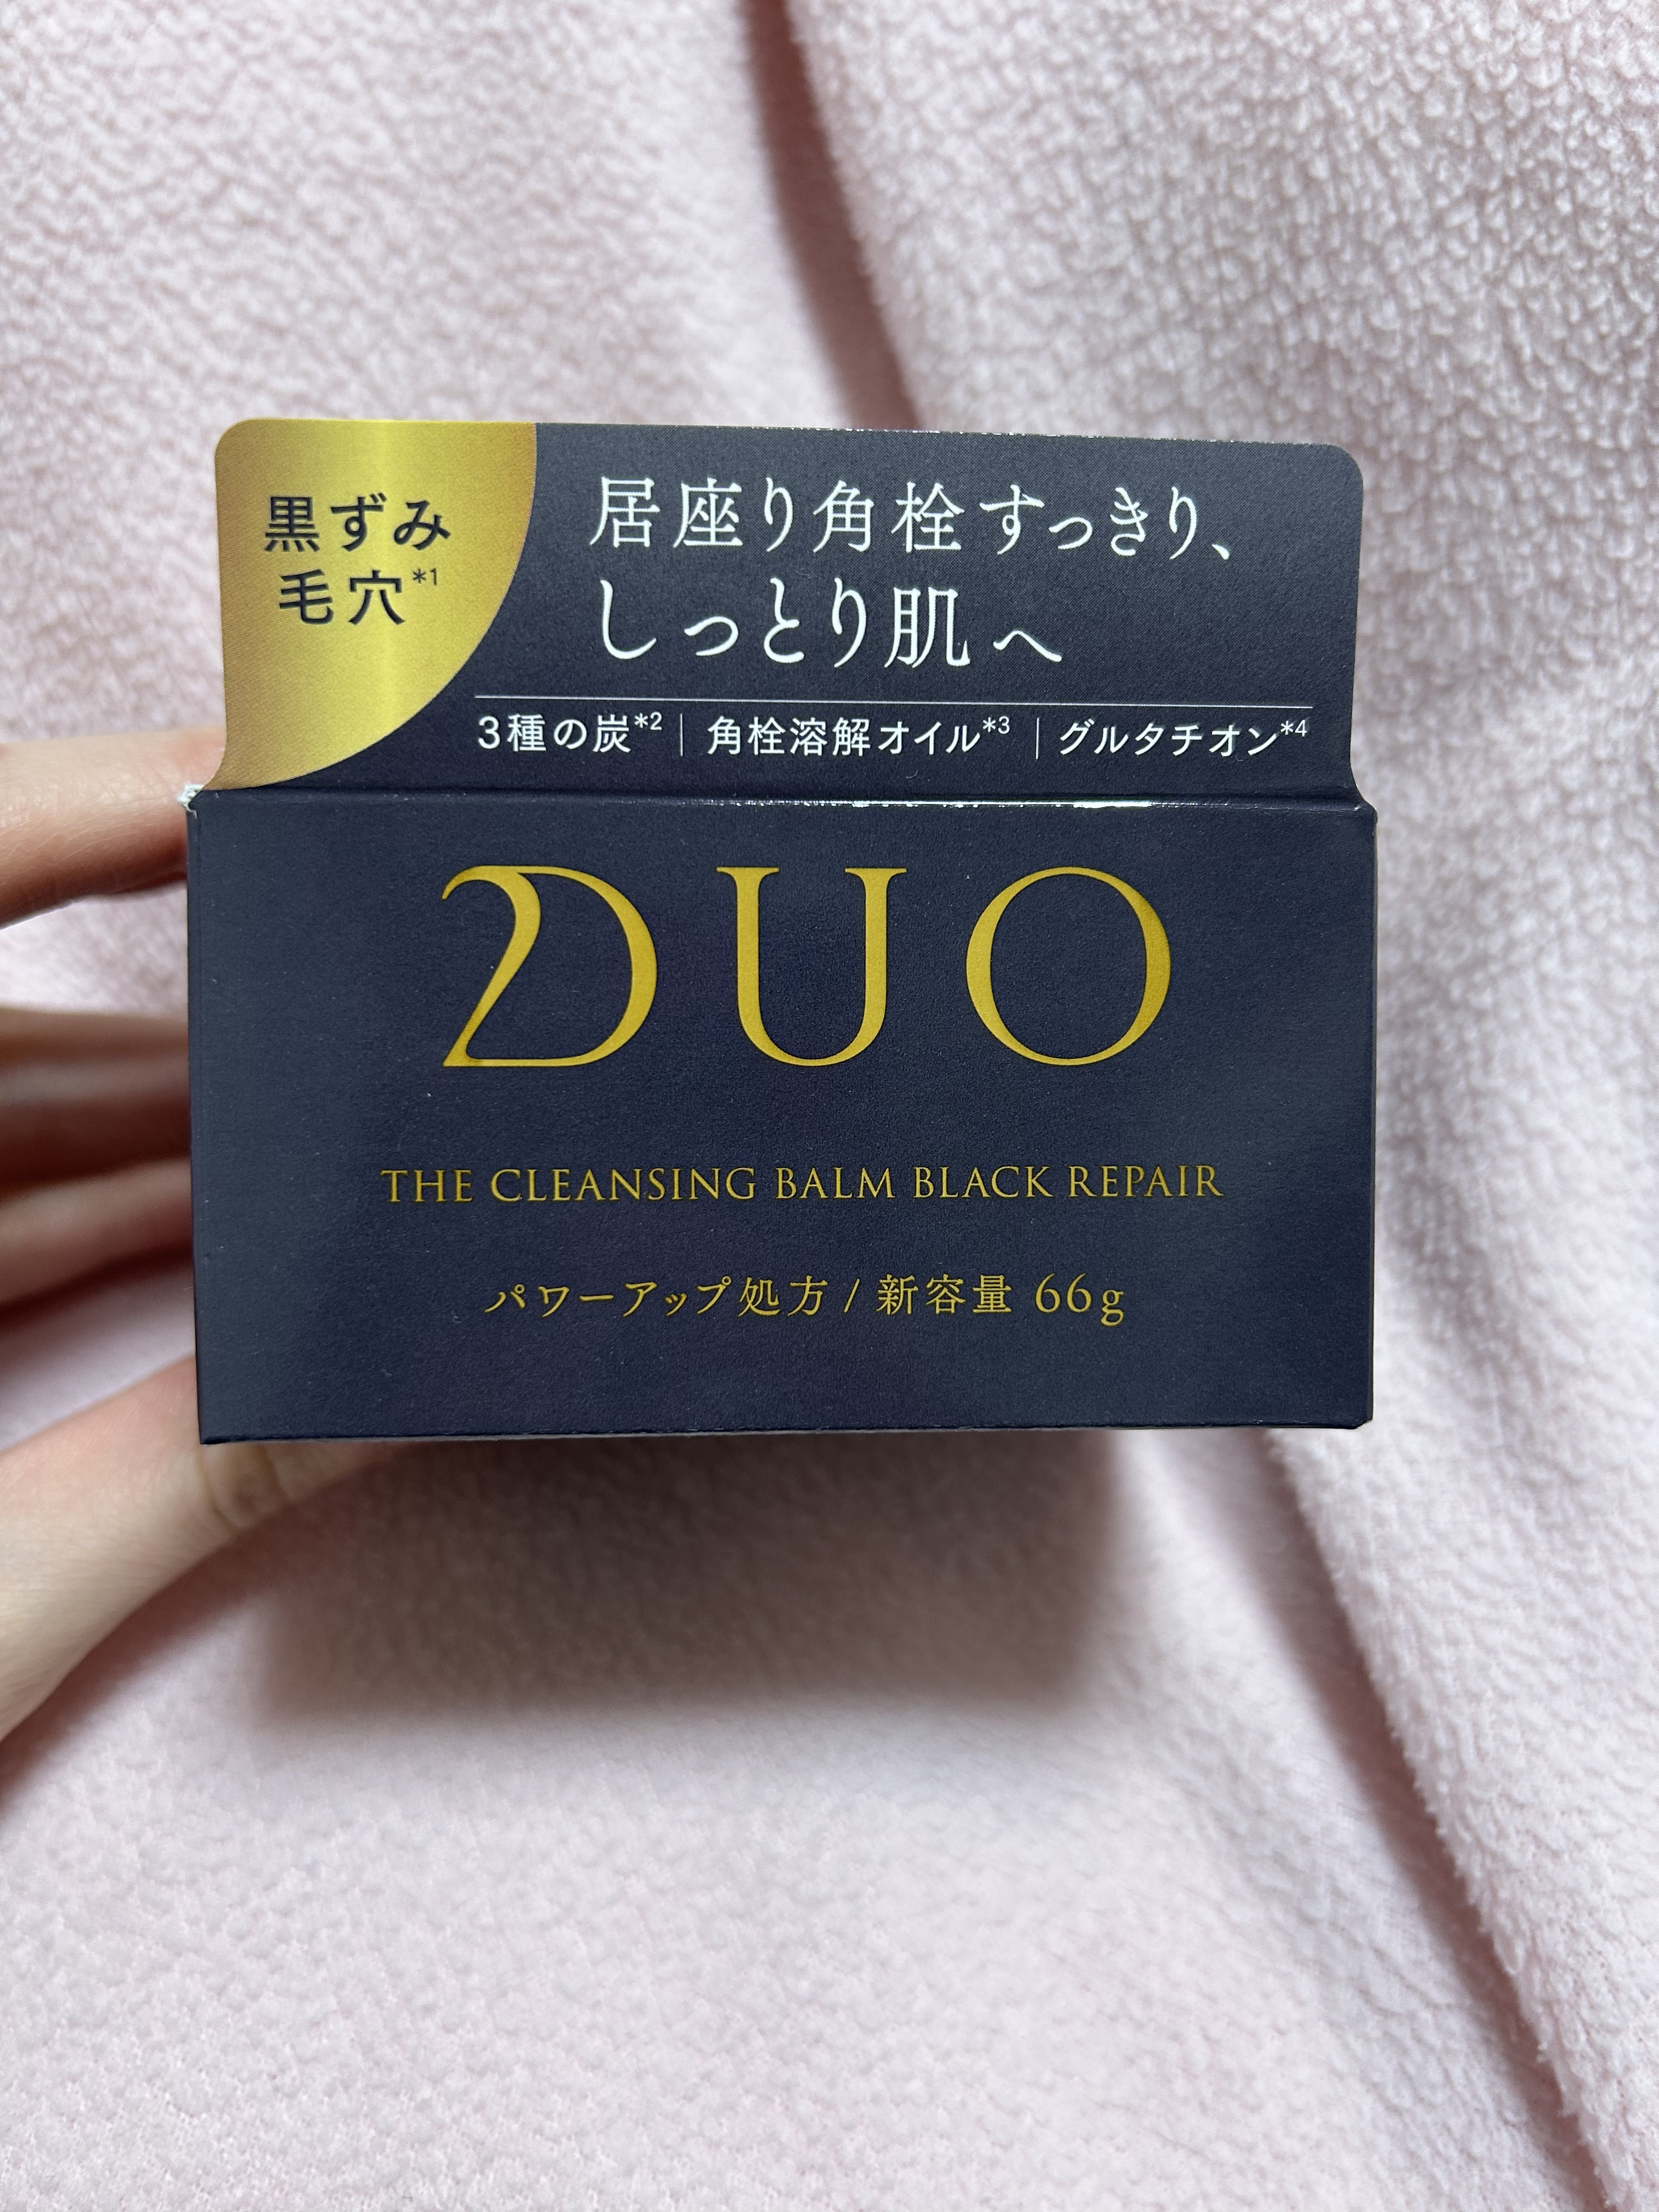 黒ずみ
毛穴*1
居座り角栓すっきり、
しっとり肌へ
3種の炭*2 | 角栓溶解オイル*3 | グルタチオン*4
DUO
THE CLEANSING BALM BLACK REPAIR
パワーアップ処方 / 新容量 66g